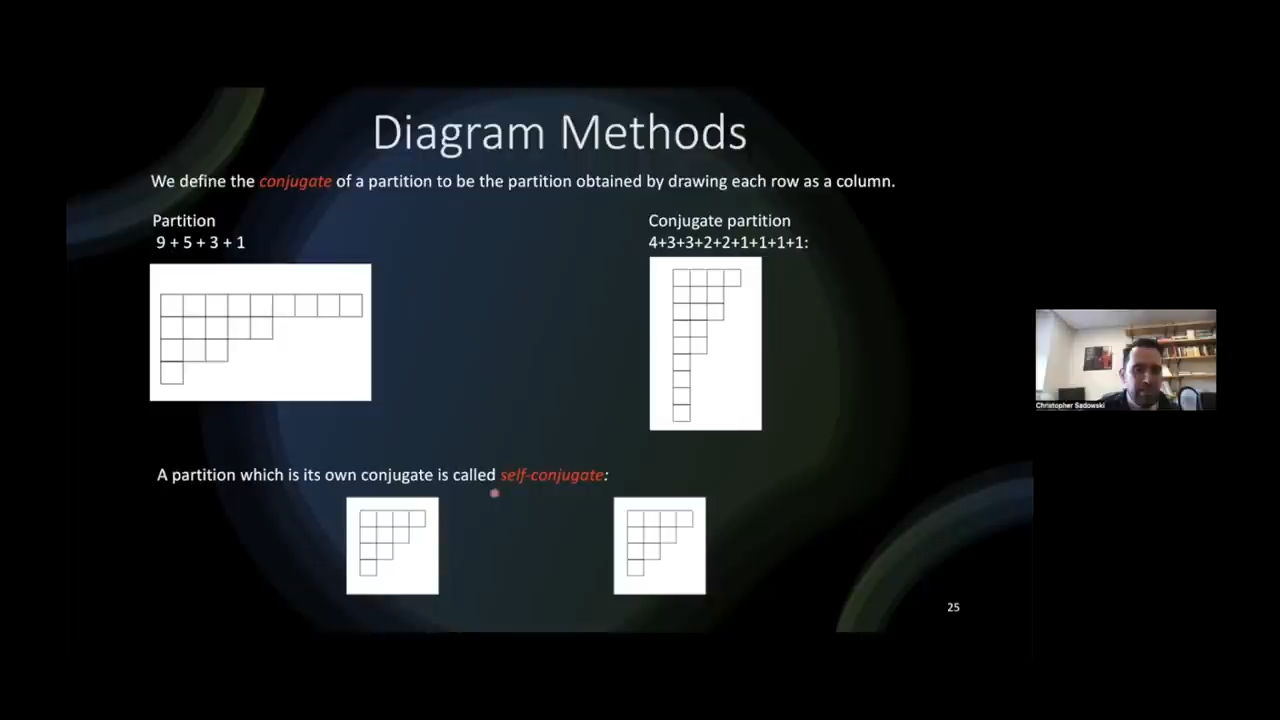 Diagram Methods
We define the conjugate of a partition to be the partition obtained by drawing each row as a column.
Partition
9 + 5 + 3 + 1
Conjugate partition
4+3+3+2+2+1+1+1+1:
A partition which is its own conjugate is called self-conjugate:
25
Christopher Sadowski